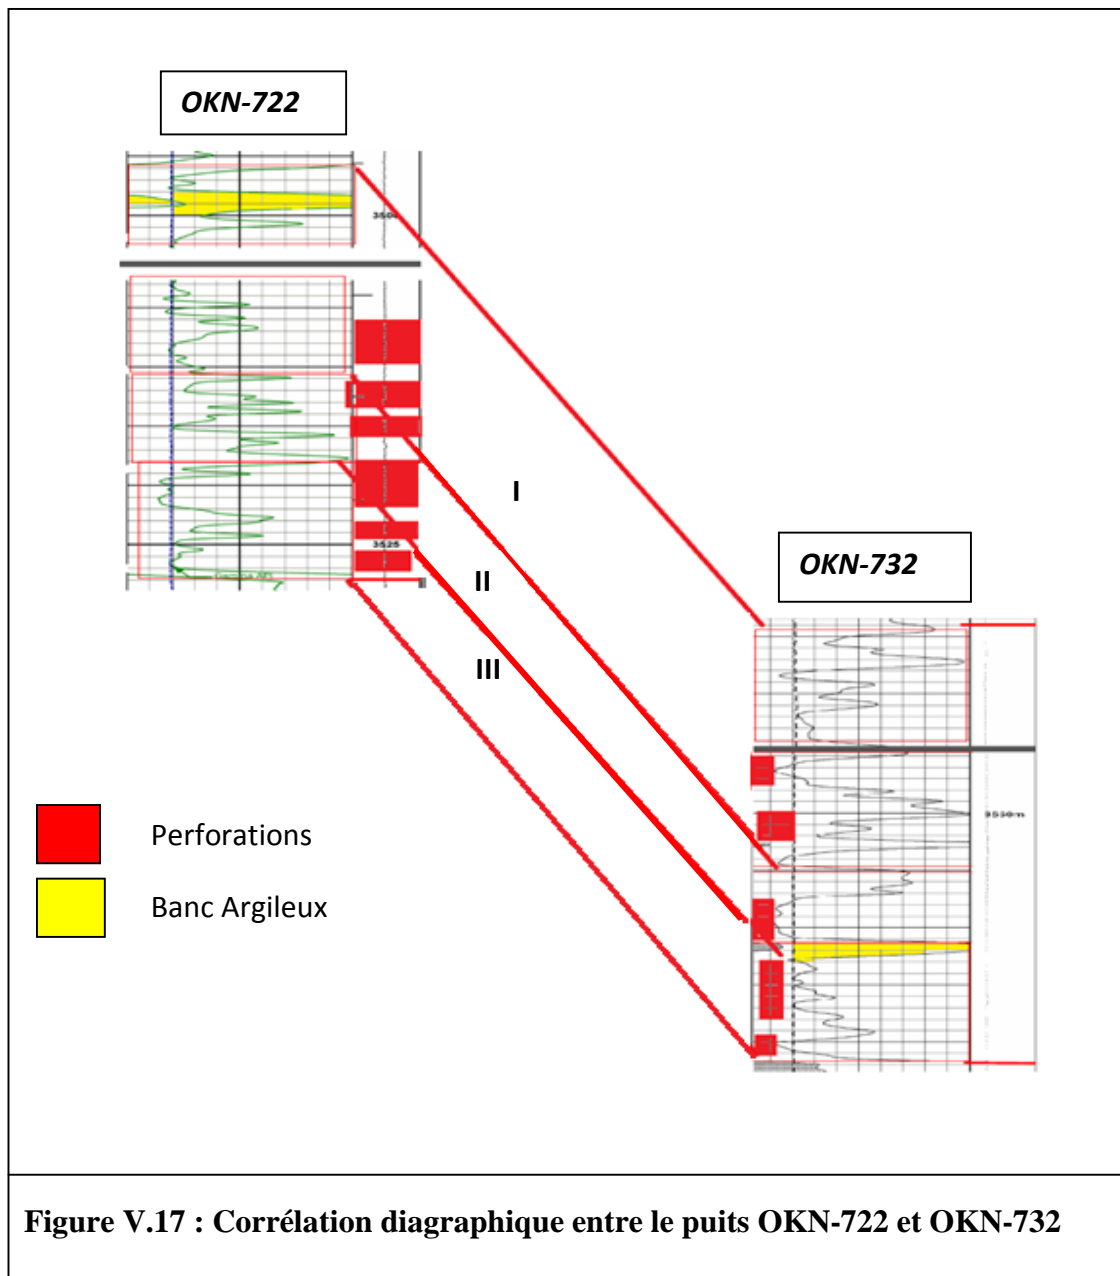 OKN-722
3525
I
II
III
OKN-732
Perforations
Banc Argileux
Figure V.17 : Corrélation diagraphique entre le puits OKN-722 et OKN-732